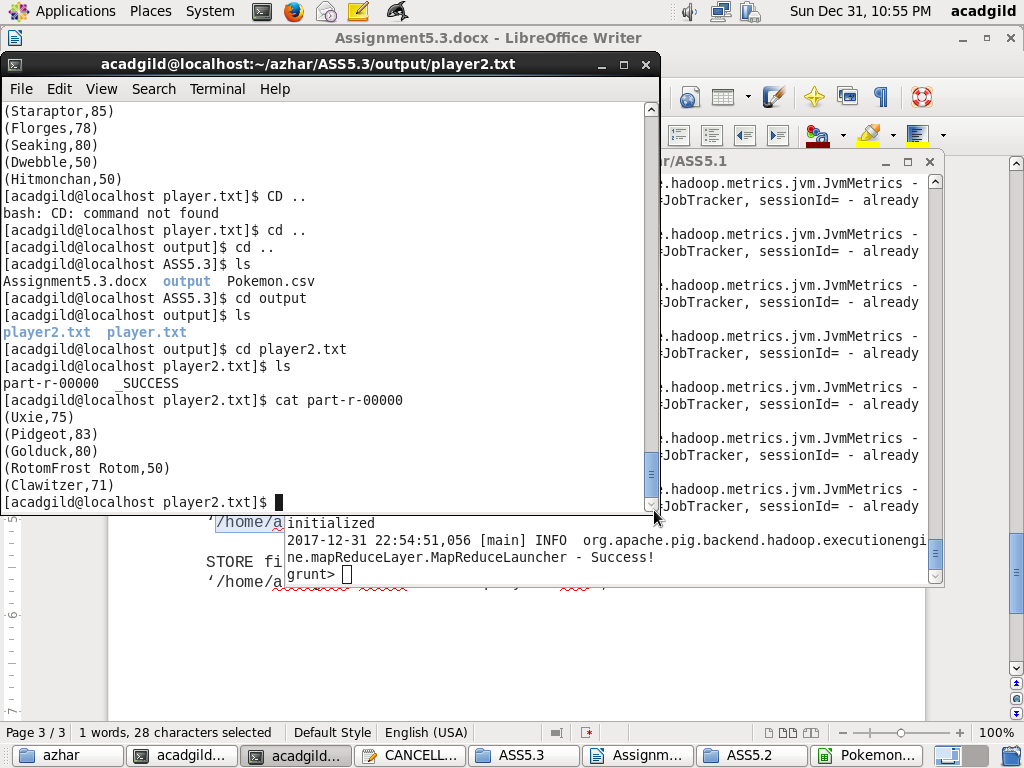 Applications Places System Sun Dec 31, 10:55 PM acadgild
Assignment5.3.docx - LibreOffice Writer
acadgild@localhost:~/azhar/ASS5.3/output/player2.txt
File Edit View Search Terminal Help
(Staraptor,85)
(Florges,78)
(Seaking,80)
(Dwebble,50)
(Hitmonchan,50)
[acadgild@localhost player.txt]$ CD ..
bash: CD: command not found
[acadgild@localhost player.txt]$ cd ..
[acadgild@localhost output]$ cd ..
[acadgild@localhost ASS5.3]$ ls
Assignment5.3.docx output Pokemon.csv
[acadgild@localhost ASS5.3]$ cd output
[acadgild@localhost output]$ ls
player2.txt player.txt
[acadgild@localhost output]$ cd player2.txt
[acadgild@localhost player2.txt]$ ls
part-r-00000 _SUCCESS
[acadgild@localhost player2.txt]$ cat part-r-00000
(Uxie,75)
(Pidgeot,83)
(Golduck,80)
(RotomFrost Rotom,50)
(Clawitzer,71)
[acadgild@localhost player2.txt]$
ar/ASS5.1
e.hadoop.metrics.jvm.JvmMetrics -
=JobTracker, sessionId= - already
e.hadoop.metrics.jvm.JvmMetrics -
=JobTracker, sessionId= - already
e.hadoop.metrics.jvm.JvmMetrics -
=JobTracker, sessionId= - already
e.hadoop.metrics.jvm.JvmMetrics -
=JobTracker, sessionId= - already
e.hadoop.metrics.jvm.JvmMetrics -
=JobTracker, sessionId= - already
e.hadoop.metrics.jvm.JvmMetrics -
=JobTracker, sessionId= - already
e.hadoop.metrics.jvm.JvmMetrics -
=JobTracker, sessionId= - already
initialized
2017-12-31 22:54:51,056 [main] INFO org.apache.pig.backend.hadoop.executionengi
ne.mapReduceLayer.MapReduceLauncher - Success!
grunt>
‘/home/a
STORE fi
‘/home/a
5
6
7
Page 3 / 3 1 words, 28 characters selected Default Style English (USA) 100%
azhar acadgild... acadgild... CANCELL... ASS5.3 Assignm... ASS5.2 Pokemon...